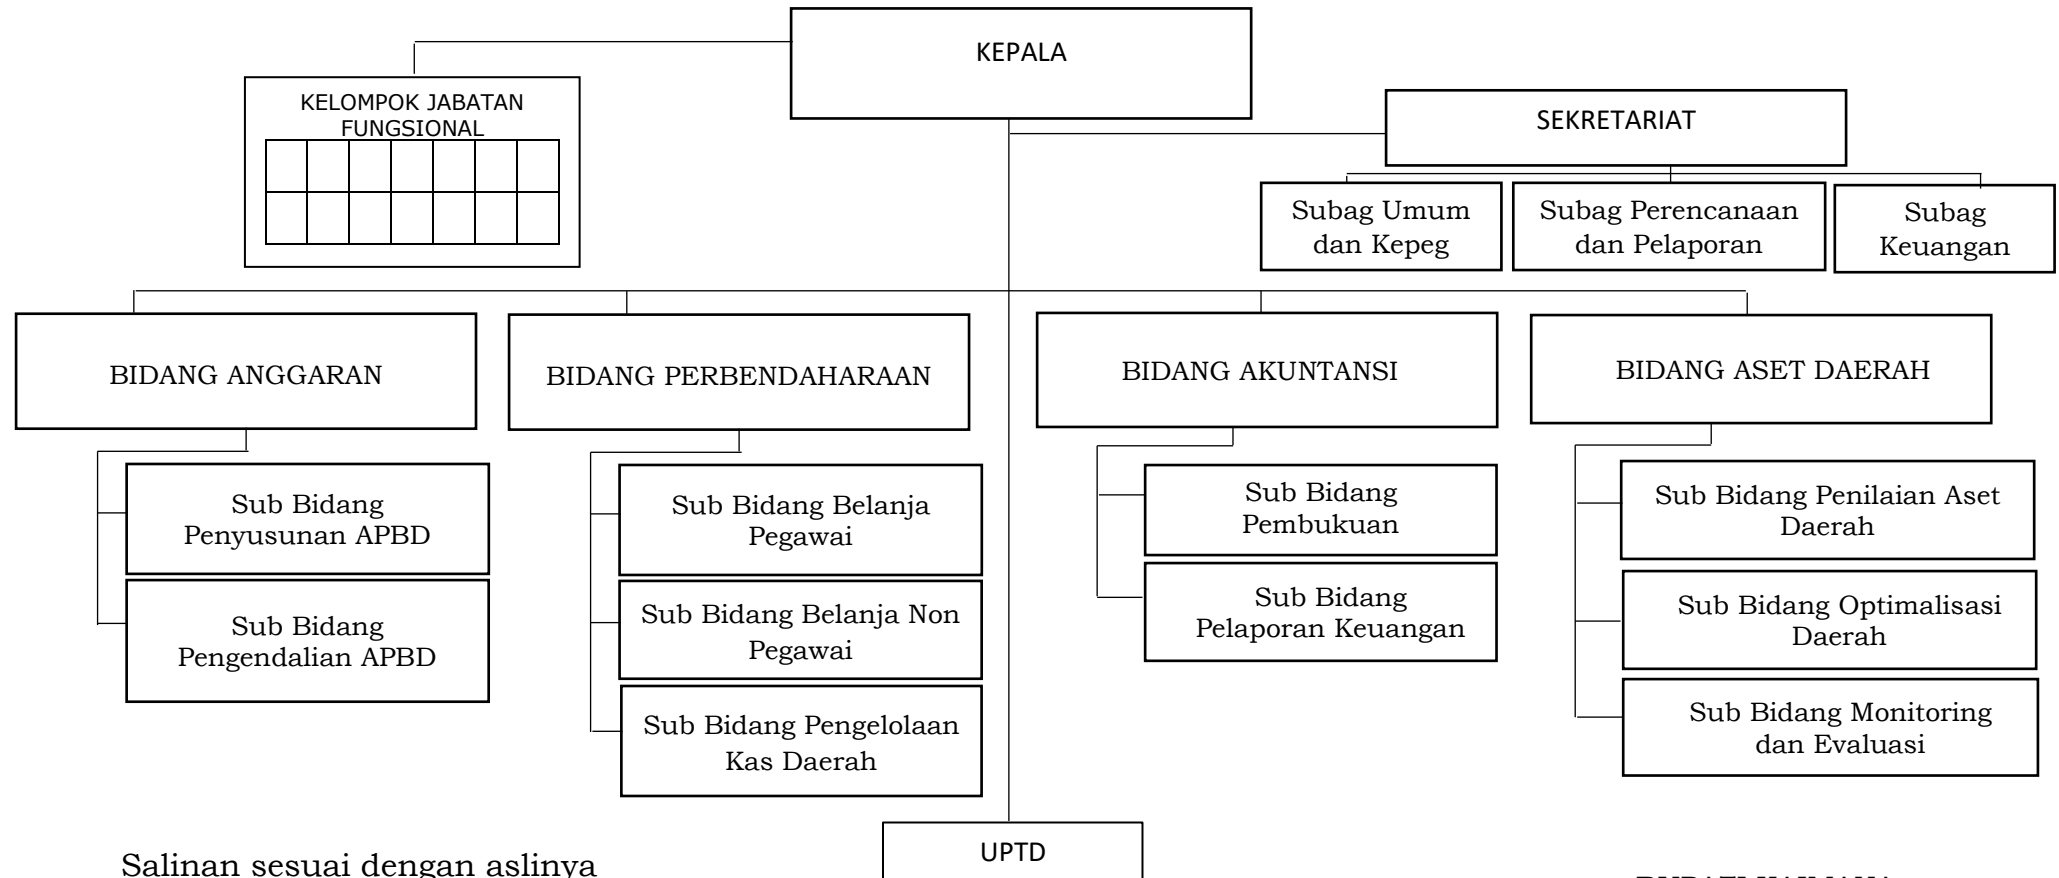 KEPALA
KELOMPOK JABATAN
FUNGSIONAL
SEKRETARIAT
Subag Umum
dan Kepeg
Subag Perencanaan
dan Pelaporan
Subag
Keuangan
BIDANG ANGGARAN
BIDANG PERBENDAHARAAN
BIDANG AKUNTANSI
BIDANG ASET DAERAH
Sub Bidang
Penyusunan APBD
Sub Bidang
Pengendalian APBD
Sub Bidang Belanja
Pegawai
Sub Bidang Belanja Non
Pegawai
Sub Bidang Pengelolaan
Kas Daerah
Sub Bidang
Pembukuan
Sub Bidang
Pelaporan Keuangan
Sub Bidang Penilaian Aset
Daerah
Sub Bidang Optimalisasi
Daerah
Sub Bidang Monitoring
dan Evaluasi
UPTD
Salinan sesuai dengan aslinya